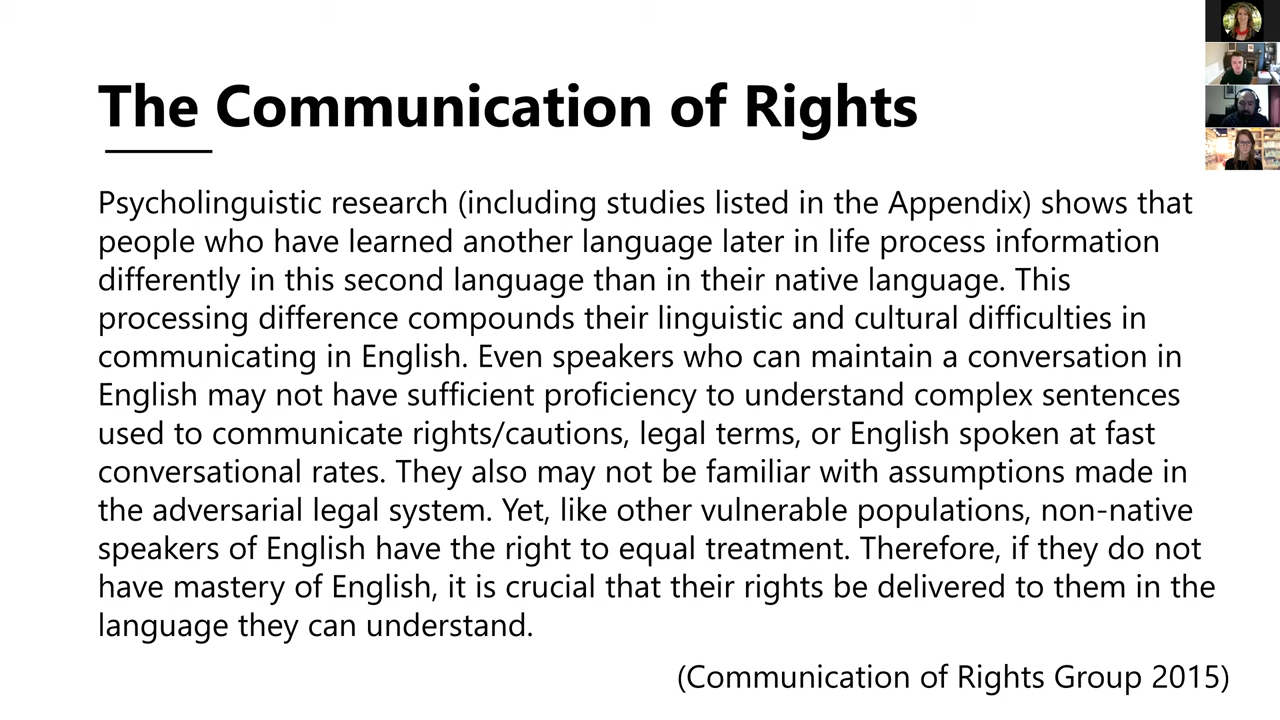 The Communication of Rights
Psycholinguistic research (including studies listed in the Appendix) shows that
people who have learned another language later in life process information
differently in this second language than in their native language. This
processing difference compounds their linguistic and cultural difficulties in
communicating in English. Even speakers who can maintain a conversation in
English may not have sufficient proficiency to understand complex sentences
used to communicate rights/cautions, legal terms, or English spoken at fast
conversational rates. They also may not be familiar with assumptions made in
the adversarial legal system. Yet, like other vulnerable populations, non-native
speakers of English have the right to equal treatment. Therefore, if they do not
have mastery of English, it is crucial that their rights be delivered to them in the
language they can understand.
(Communication of Rights Group 2015)